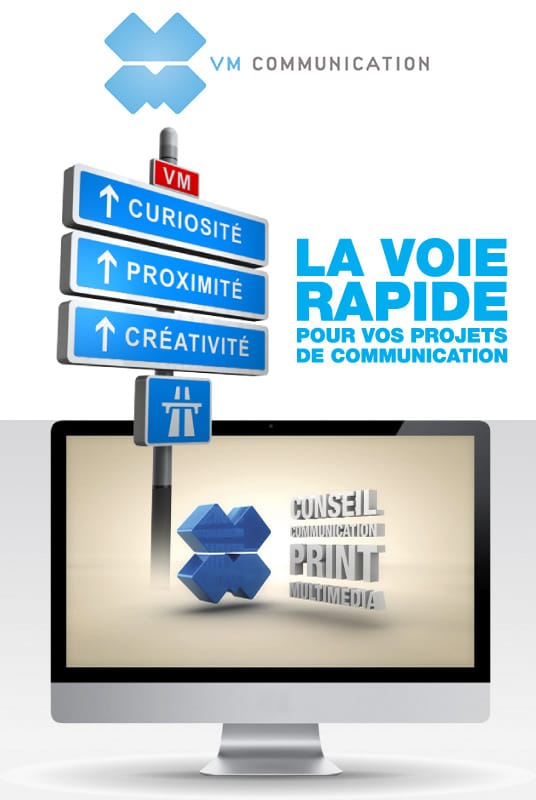 VM COMMUNICATION
VM
CURIOSITÉ
PROXIMITÉ
CRÉATIVITÉ
LA VOIE
RAPIDE
POUR VOS PROJETS
DE COMMUNICATION
CONSEIL
COMMUNICATION
PRINT
MULTIMEDIA